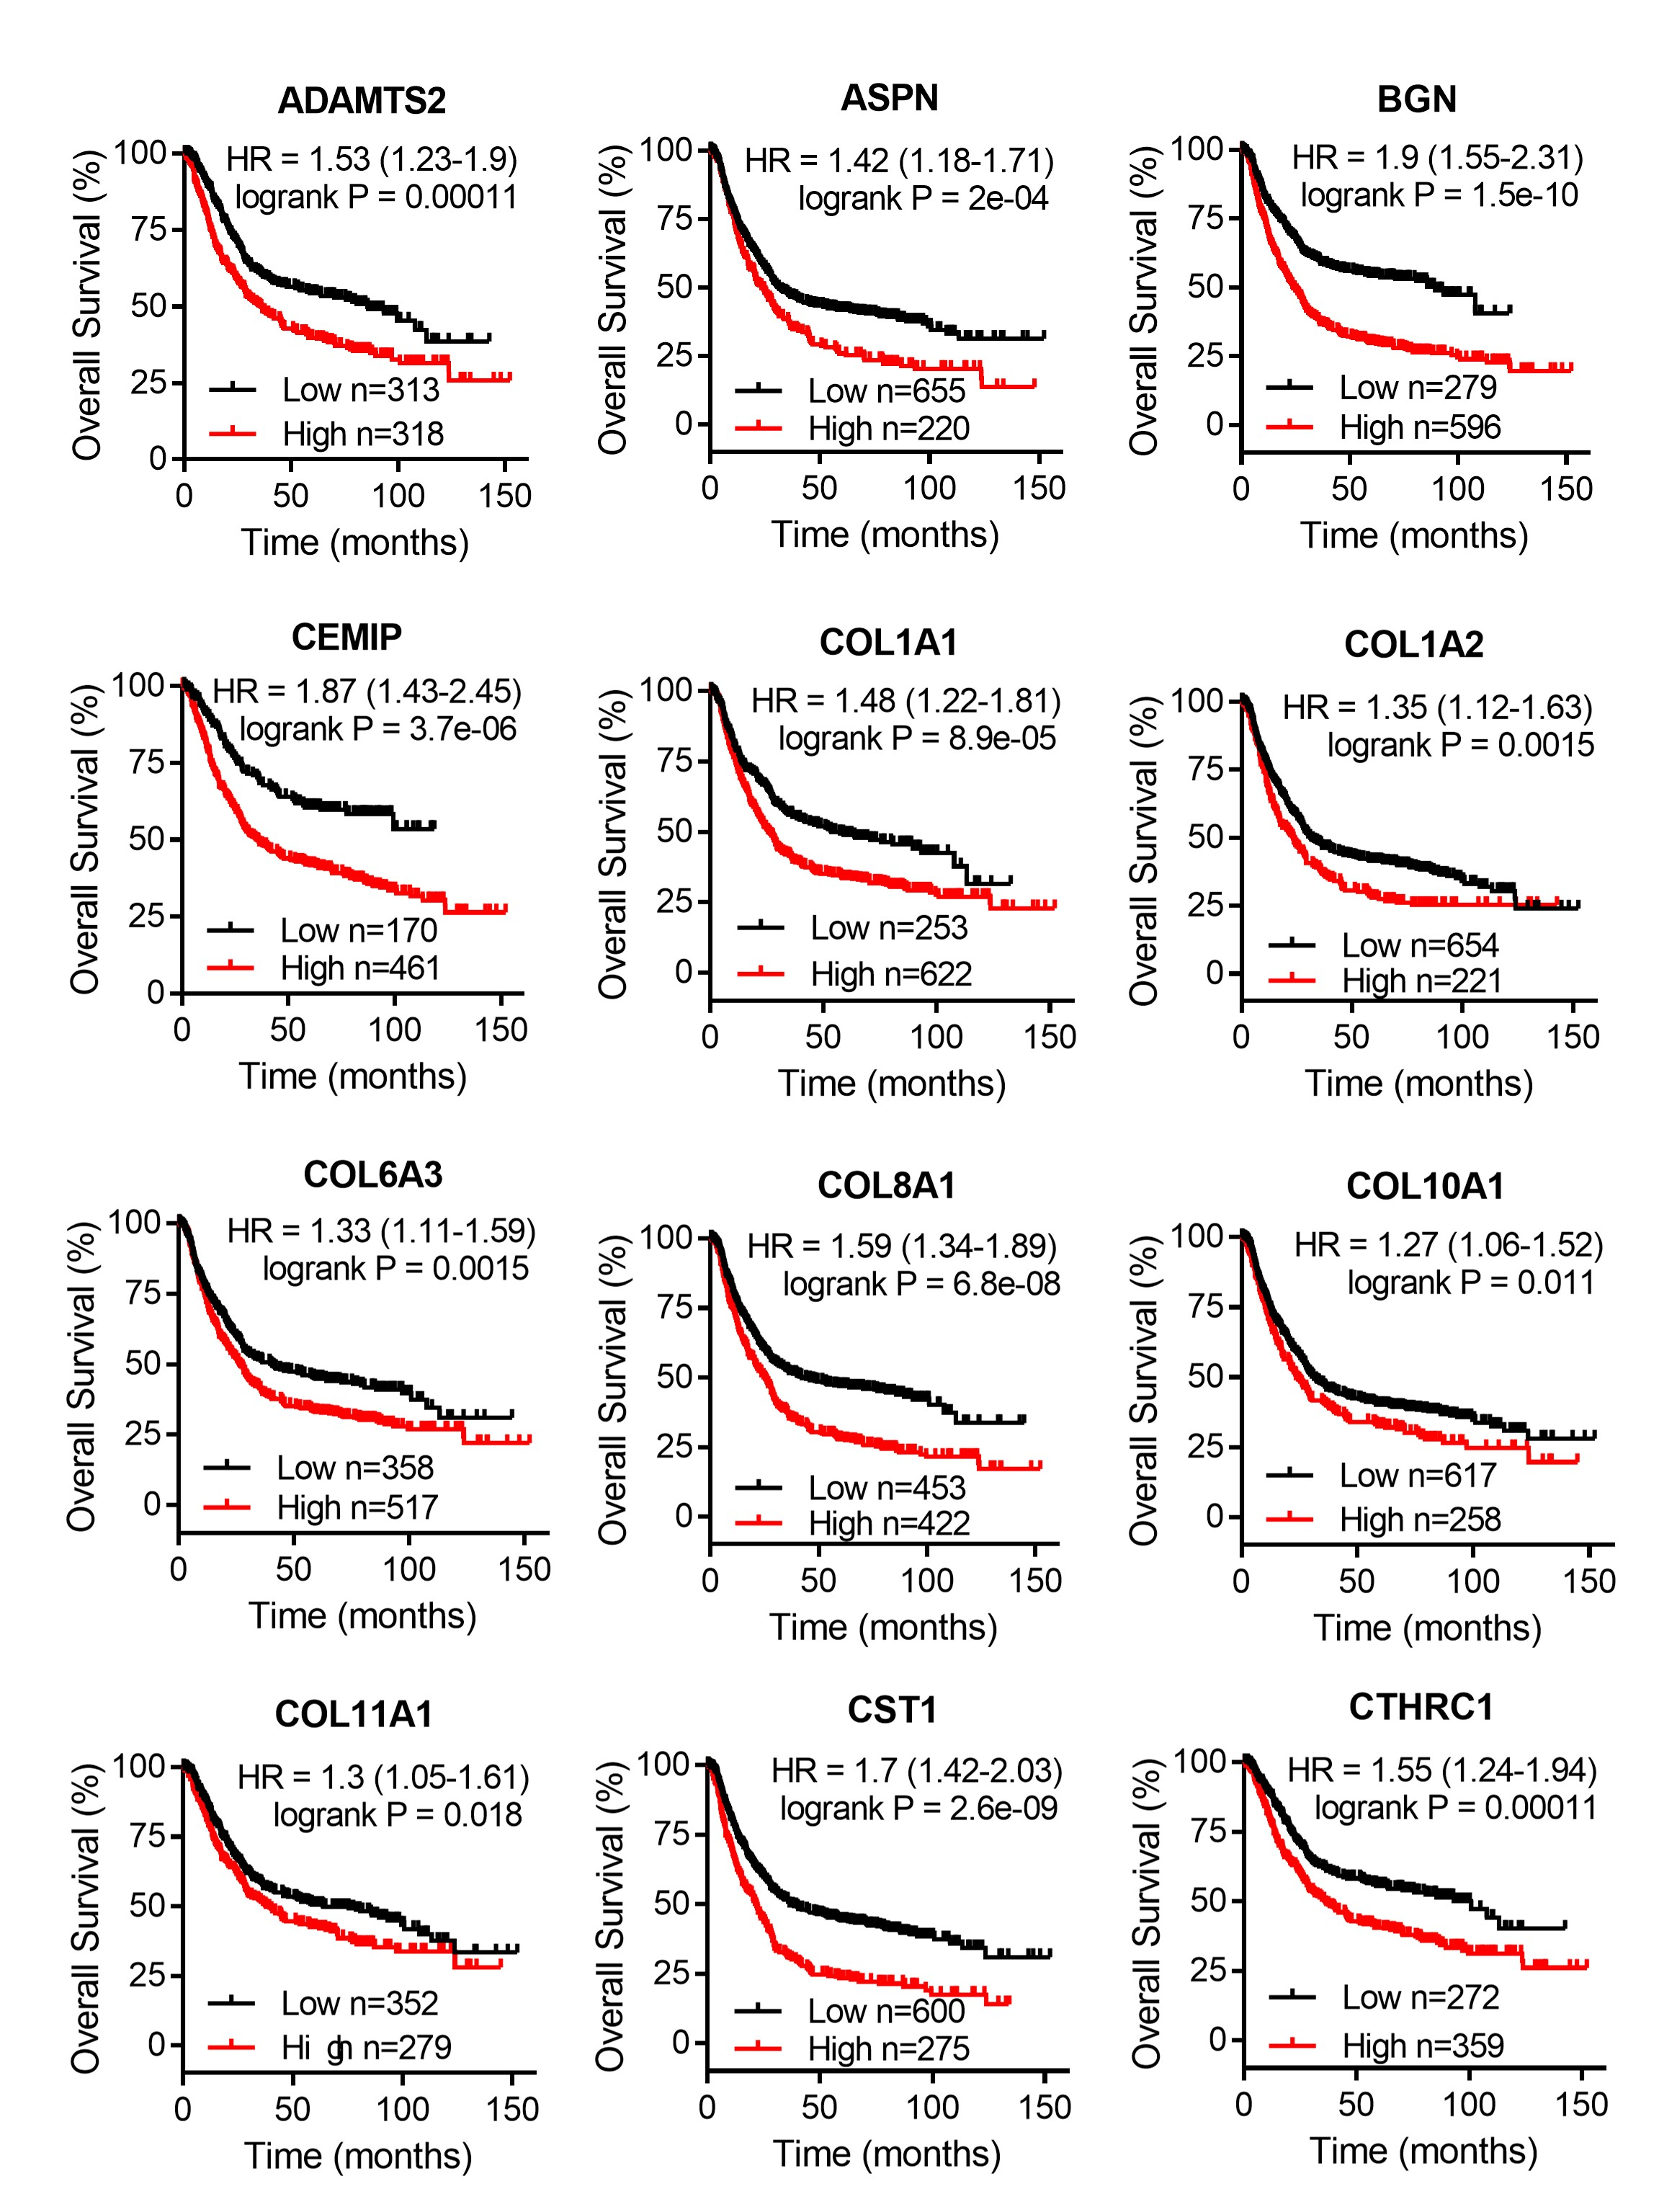 ADAMTS2
HR = 1.53 (1.23-1.9)
logrank P = 0.00011
Overall Survival (%)
100
75
50
25
0
Low n=313
High n=318
0 50 100 150
Time (months)
ASPN
HR = 1.42 (1.18-1.71)
logrank P = 2e-04
Overall Survival (%)
100
75
50
25
0
Low n=655
High n=220
0 50 100 150
Time (months)
BGN
HR = 1.9 (1.55-2.31)
logrank P = 1.5e-10
Overall Survival (%)
100
75
50
25
0
Low n=279
High n=596
0 50 100 150
Time (months)
CEMIP
HR = 1.87 (1.43-2.45)
logrank P = 3.7e-06
Overall Survival (%)
100
75
50
25
0
Low n=170
High n=461
0 50 100 150
Time (months)
COL1A1
HR = 1.48 (1.22-1.81)
logrank P = 8.9e-05
Overall Survival (%)
100
75
50
25
0
Low n=253
High n=622
0 50 100 150
Time (months)
COL1A2
HR = 1.35 (1.12-1.63)
logrank P = 0.0015
Overall Survival (%)
100
75
50
25
0
Low n=654
High n=221
0 50 100 150
Time (months)
COL6A3
HR = 1.33 (1.11-1.59)
logrank P = 0.0015
Overall Survival (%)
100
75
50
25
0
Low n=358
High n=517
0 50 100 150
Time (months)
COL8A1
HR = 1.59 (1.34-1.89)
logrank P = 6.8e-08
Overall Survival (%)
100
75
50
25
0
Low n=453
High n=422
0 50 100 150
Time (months)
COL10A1
HR = 1.27 (1.06-1.52)
logrank P = 0.011
Overall Survival (%)
100
75
50
25
0
Low n=617
High n=258
0 50 100 150
Time (months)
COL11A1
HR = 1.3 (1.05-1.61)
logrank P = 0.018
Overall Survival (%)
100
75
50
25
0
Low n=352
High n=279
0 50 100 150
Time (months)
CST1
HR = 1.7 (1.42-2.03)
logrank P = 2.6e-09
Overall Survival (%)
100
75
50
25
0
Low n=600
High n=275
0 50 100 150
Time (months)
CTHRC1
HR = 1.55 (1.24-1.94)
logrank P = 0.00011
Overall Survival (%)
100
75
50
25
0
Low n=272
High n=359
0 50 100 150
Time (months)